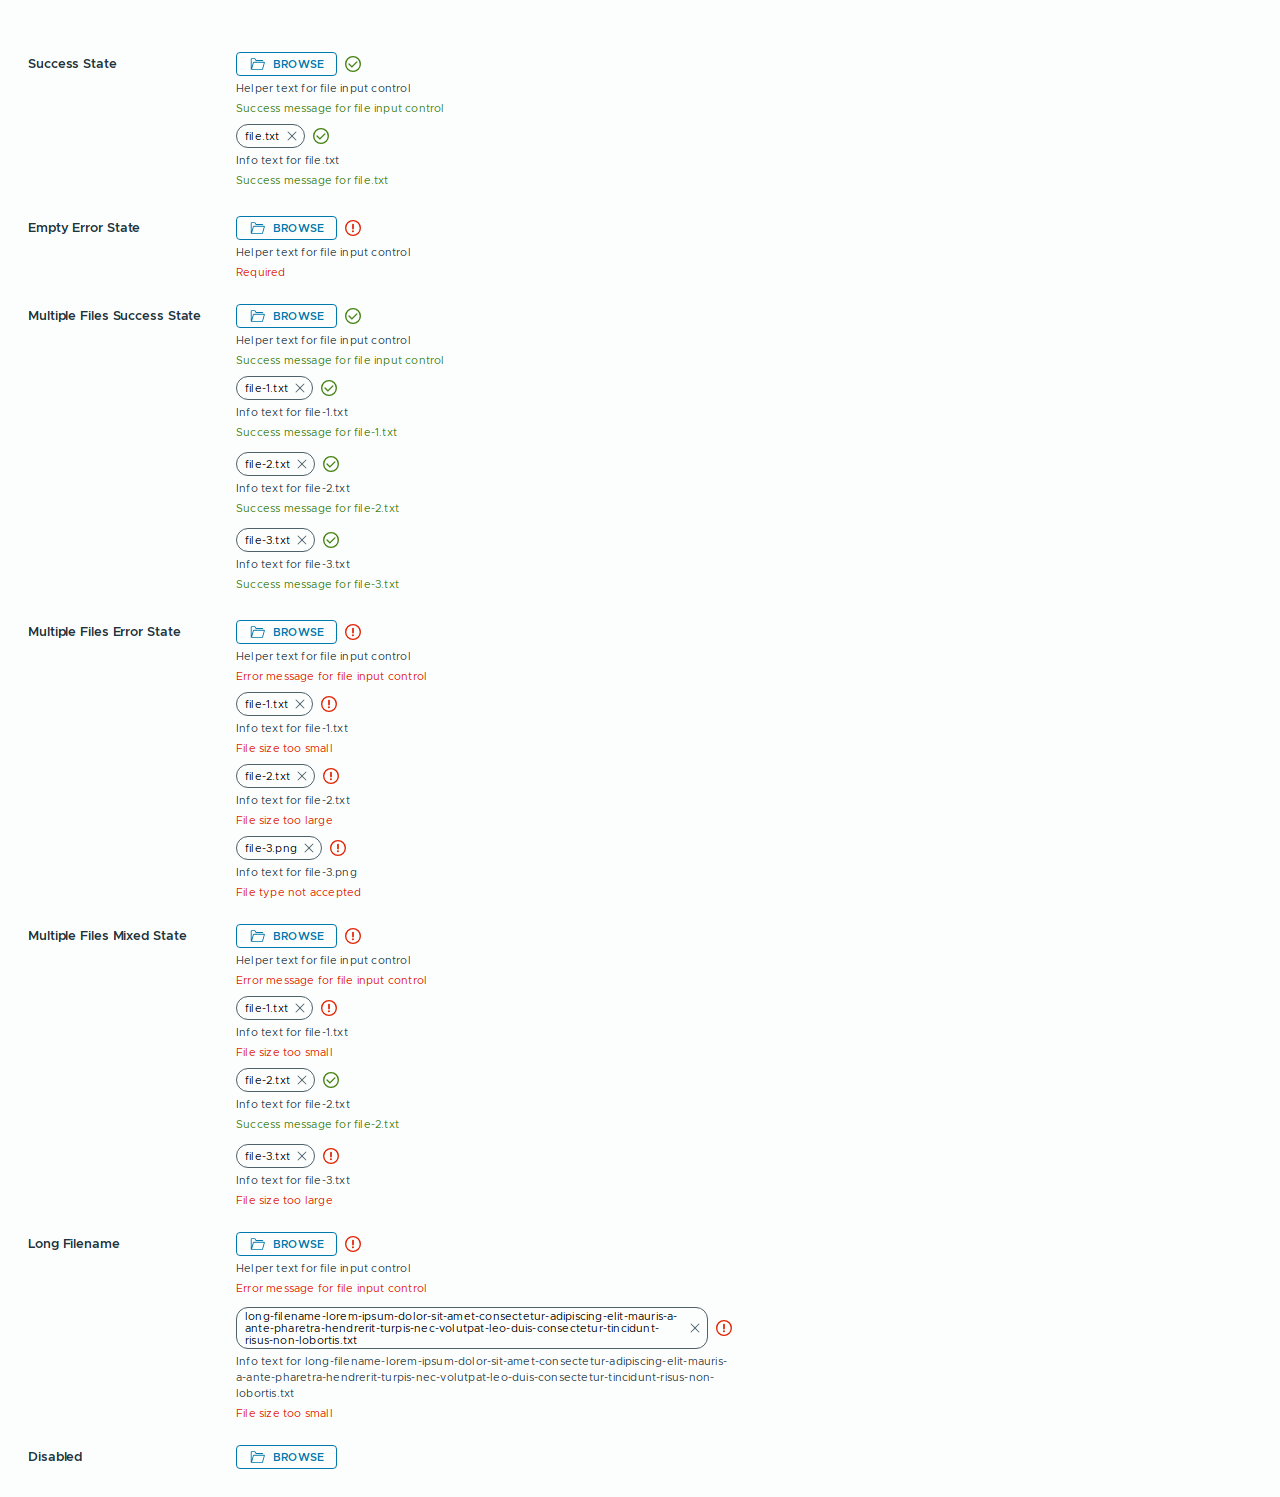 Success State
BROWSE
Helper text for file input control
Success message for file input control
file.txt
Info text for file.txt
Success message for file.txt
Empty Error State
BROWSE
Helper text for file input control
Required
Multiple Files Success State
BROWSE
Helper text for file input control
Success message for file input control
file-1.txt
Info text for file-1.txt
Success message for file-1.txt
file-2.txt
Info text for file-2.txt
Success message for file-2.txt
file-3.txt
Info text for file-3.txt
Success message for file-3.txt
Multiple Files Error State
BROWSE
Helper text for file input control
Error message for file input control
file-1.txt
Info text for file-1.txt
File size too small
file-2.txt
Info text for file-2.txt
File size too large
file-3.png
Info text for file-3.png
File type not accepted
Multiple Files Mixed State
BROWSE
Helper text for file input control
Error message for file input control
file-1.txt
Info text for file-1.txt
File size too small
file-2.txt
Info text for file-2.txt
Success message for file-2.txt
file-3.txt
Info text for file-3.txt
File size too large
Long Filename
BROWSE
Helper text for file input control
Error message for file input control
long-filename-lorem-ipsum-dolor-sit-amet-consectetur-adipiscing-elit-mauris-a-
ante-pharetra-hendrerit-turpis-nec-volutpat-leo-duis-consectetur-tincidunt-
risus-non-lobortis.txt
Info text for long-filename-lorem-ipsum-dolor-sit-amet-consectetur-adipiscing-elit-mauris-
a-ante-pharetra-hendrerit-turpis-nec-volutpat-leo-duis-consectetur-tincidunt-risus-non-
lobortis.txt
File size too small
Disabled
BROWSE